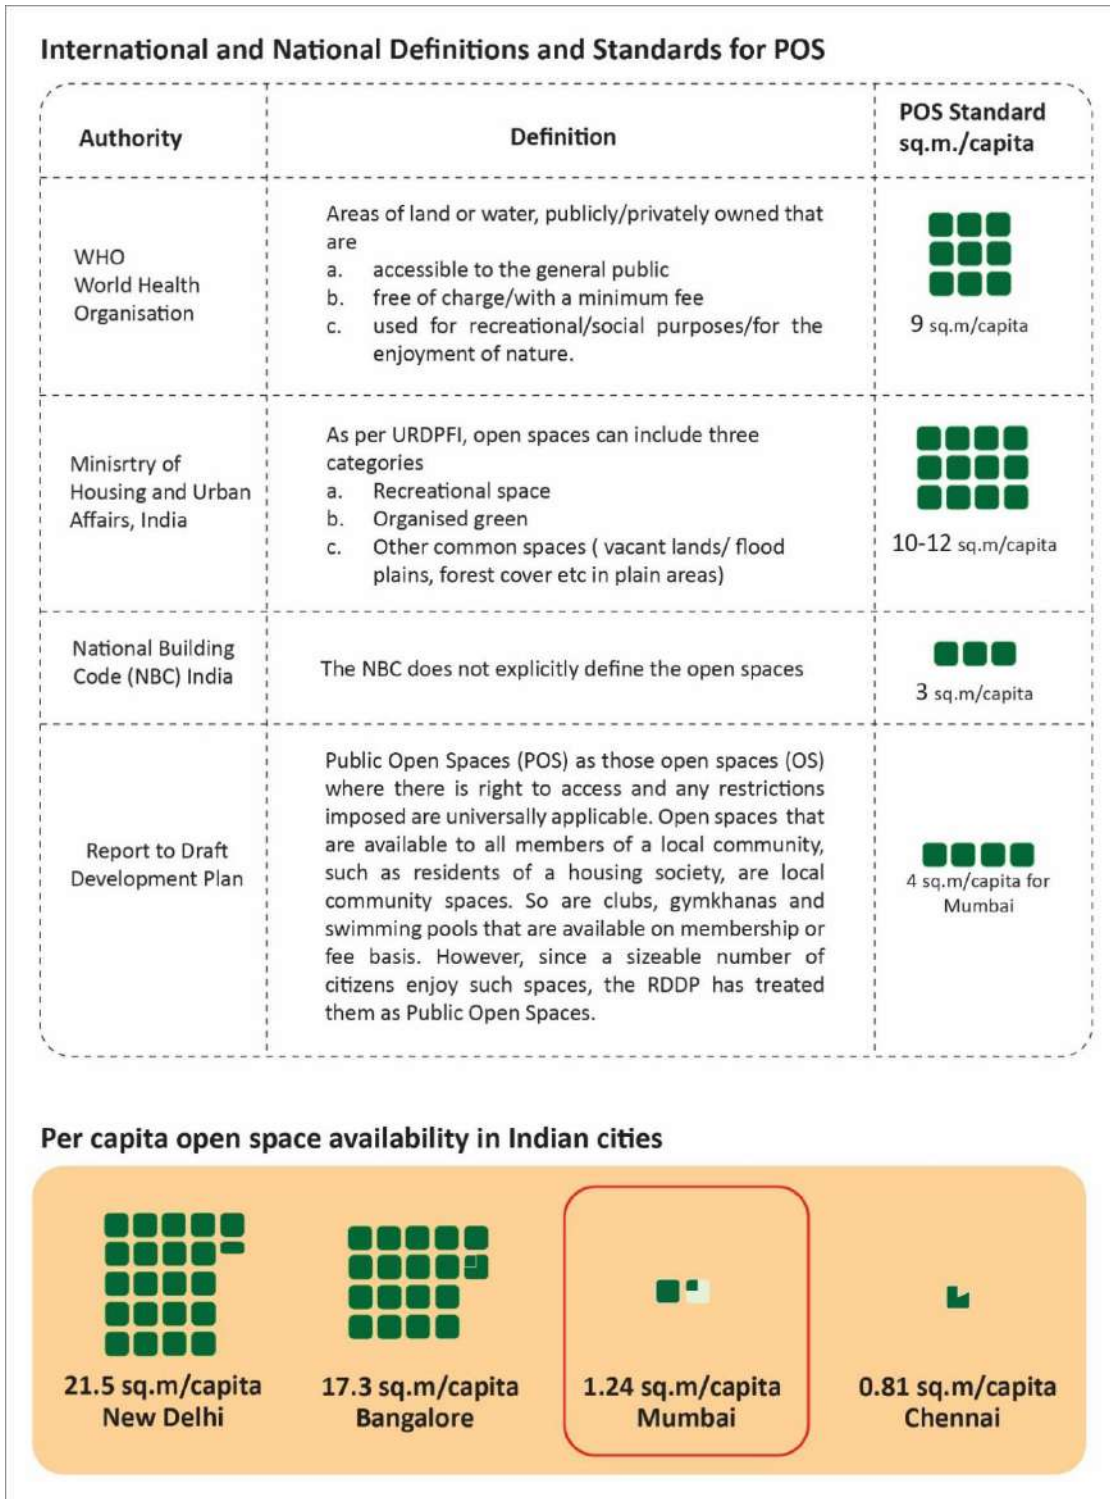 International and National Definitions and Standards for POS
Authority
Definition
POS Standard
sq.m./capita
WHO
World Health
Organisation
Areas of land or water, publicly/privately owned that
are
a. accessible to the general public
b. free of charge/with a minimum fee
c. used for recreational/social purposes/for the
enjoyment of nature.
9 sq.m/capita
Minisrtry of
Housing and Urban
Affairs, India
As per URDPFI, open spaces can include three
categories
a. Recreational space
b. Organised green
c. Other common spaces ( vacant lands/ flood
plains, forest cover etc in plain areas)
10-12 sq.m/capita
National Building
Code (NBC) India
The NBC does not explicitly define the open spaces
3 sq.m/capita
Report to Draft
Development Plan
Public Open Spaces (POS) as those open spaces (OS)
where there is right to access and any restrictions
imposed are universally applicable. Open spaces that
are available to all members of a local community,
such as residents of a housing society, are local
community spaces. So are clubs, gymkhanas and
swimming pools that are available on membership or
fee basis. However, since a sizeable number of
citizens enjoy such spaces, the RDDP has treated
them as Public Open Spaces.
4 sq.m/capita for
Mumbai
Per capita open space availability in Indian cities
21.5 sq.m/capita
New Delhi
17.3 sq.m/capita
Bangalore
1.24 sq.m/capita
Mumbai
0.81 sq.m/capita
Chennai